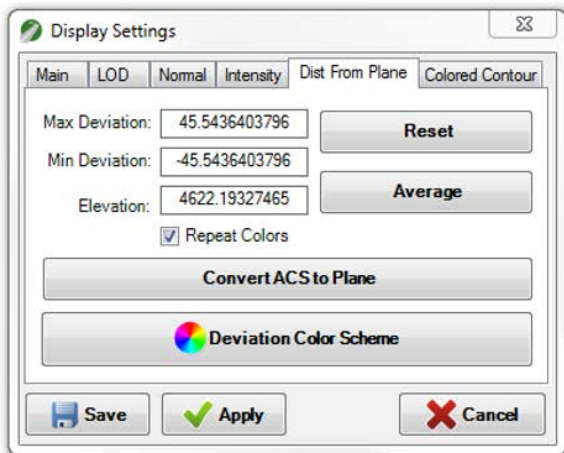 Display Settings
Main LOD Normal Intensity Dist From Plane Colored Contour
Max Deviation: 45.5436403796 Reset
Min Deviation: -45.5436403796
Elevation: 4622.19327465 Average
Repeat Colors
Convert ACS to Plane
Deviation Color Scheme
Save Apply Cancel